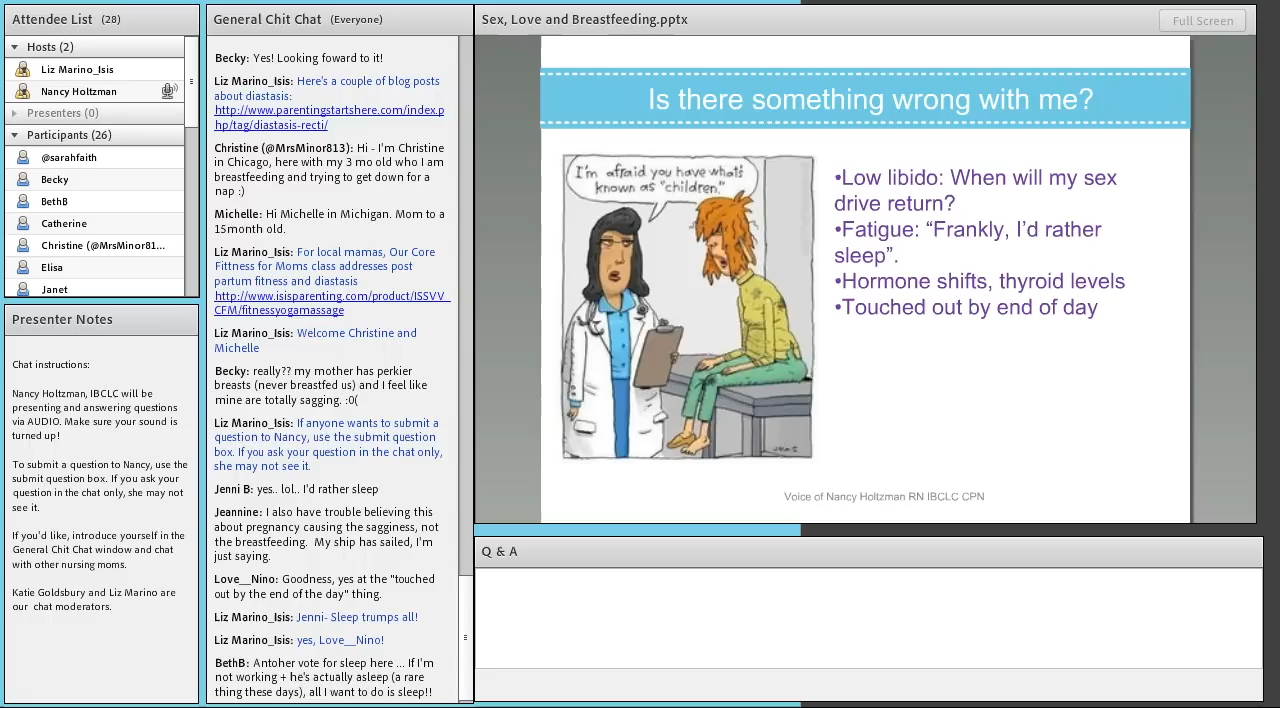 Attendee List (28)
Hosts (2)
Liz Marino_Isis
Nancy Holtzman
Presenters (0)
Participants (26)
@sarahfaith
Becky
BethB
Catherine
Christine (@MrsMinor81...
Elisa
Janet
Presenter Notes
Chat instructions:
Nancy Holtzman, IBCLC will be
presenting and answering questions
via AUDIO. Make sure your sound is
turned up!
To submit a question to Nancy, use the
submit question box. If you ask your
question in the chat only, she may not
see it.
If you'd like, introduce yourself in the
General Chit Chat window and chat
with other nursing moms.
Katie Goldsbury and Liz Marino are
our chat moderators.
General Chit Chat (Everyone)
Becky: Yes! Looking foward to it!
Liz Marino_Isis: Here's a couple of blog posts
about diastasis:
http://www.parentingstartshere.com/index.p
hp/tag/diastasis-recti/
Christine (@MrsMinor813): Hi - I'm Christine
in Chicago, here with my 3 mo old who I am
breastfeeding and trying to get down for a
nap :)
Michelle: Hi Michelle in Michigan. Mom to a
15month old.
Liz Marino_Isis: For local mamas, Our Core
Fittness for Moms class addresses post
partum fitness and diastasis
http://www.isisparenting.com/product/ISSVV_
CFM/fitnessyogamassage
Liz Marino_Isis: Welcome Christine and
Michelle
Becky: really?? my mother has perkier
breasts (never breastfed us) and I feel like
mine are totally sagging. :0(
Liz Marino_Isis: If anyone wants to submit a
question to Nancy, use the submit question
box. If you ask your question in the chat only,
she may not see it.
Jenni B: yes.. lol.. I'd rather sleep
Jeannine: I also have trouble believing this
about pregnancy causing the sagginess, not
the breastfeeding. My ship has sailed, I'm
just saying.
Love__Nino: Goodness, yes at the "touched
out by the end of the day" thing.
Liz Marino_Isis: Jenni- Sleep trumps all!
Liz Marino_Isis: yes, Love__Nino!
BethB: Antoher vote for sleep here ... If I'm
not working + he's actually asleep (a rare
thing these days), all I want to do is sleep!!
Sex, Love and Breastfeeding.pptx
Full Screen
Is there something wrong with me?
I'm afraid you have what's
known as "children."
•Low libido: When will my sex
drive return?
•Fatigue: “Frankly, I’d rather
sleep”.
•Hormone shifts, thyroid levels
•Touched out by end of day
Voice of Nancy Holtzman RN IBCLC CPN
Q & A